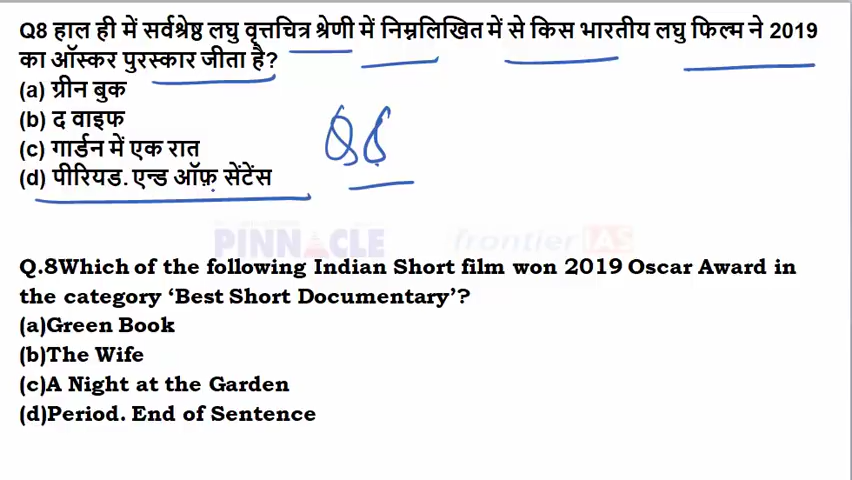 Q8 हाल ही में सर्वश्रेष्ठ लघु वृत्तचित्र श्रेणी में निम्नलिखित में से किस भारतीय लघु फिल्म ने 2019
का ऑस्कर पुरस्कार जीता है?
(a) ग्रीन बुक
(b) द वाइफ
(c) गार्डन में एक रात
(d) पीरियड. एन्ड ऑफ़ सेंटेंस
Q8
PINNACLE frontier IAS
Q.8Which of the following Indian Short film won 2019 Oscar Award in
the category ‘Best Short Documentary’?
(a)Green Book
(b)The Wife
(c)A Night at the Garden
(d)Period. End of Sentence